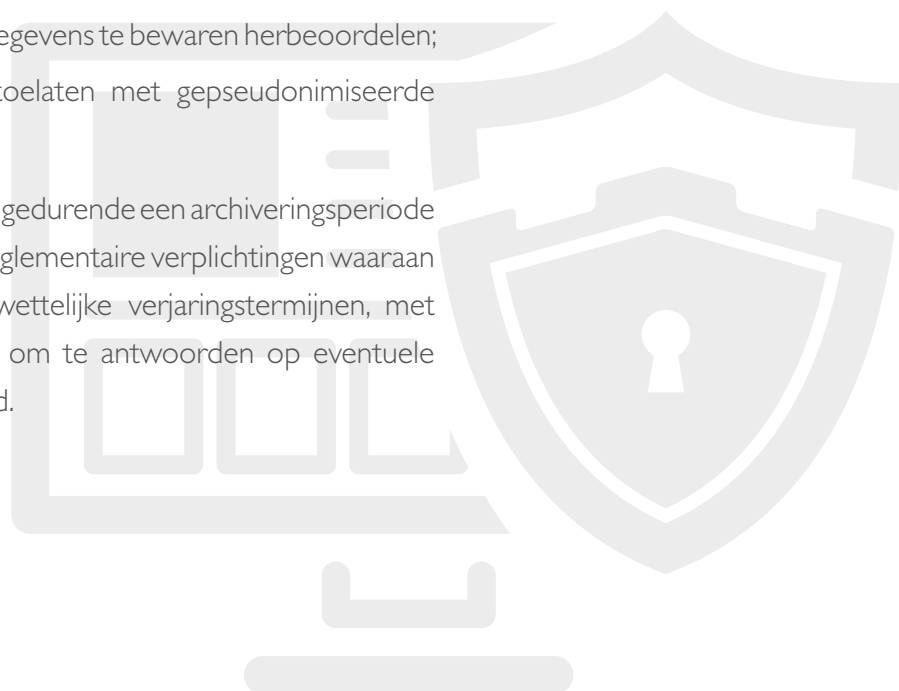 egevens te bewaren herbeoordelen;
toelaten met gepseudonimiseerde
gedurende een archiveringsperiode
glementaire verplichtingen waaraan
wettelijke verjaringstermijnen, met
om te antwoorden op eventuele
d.